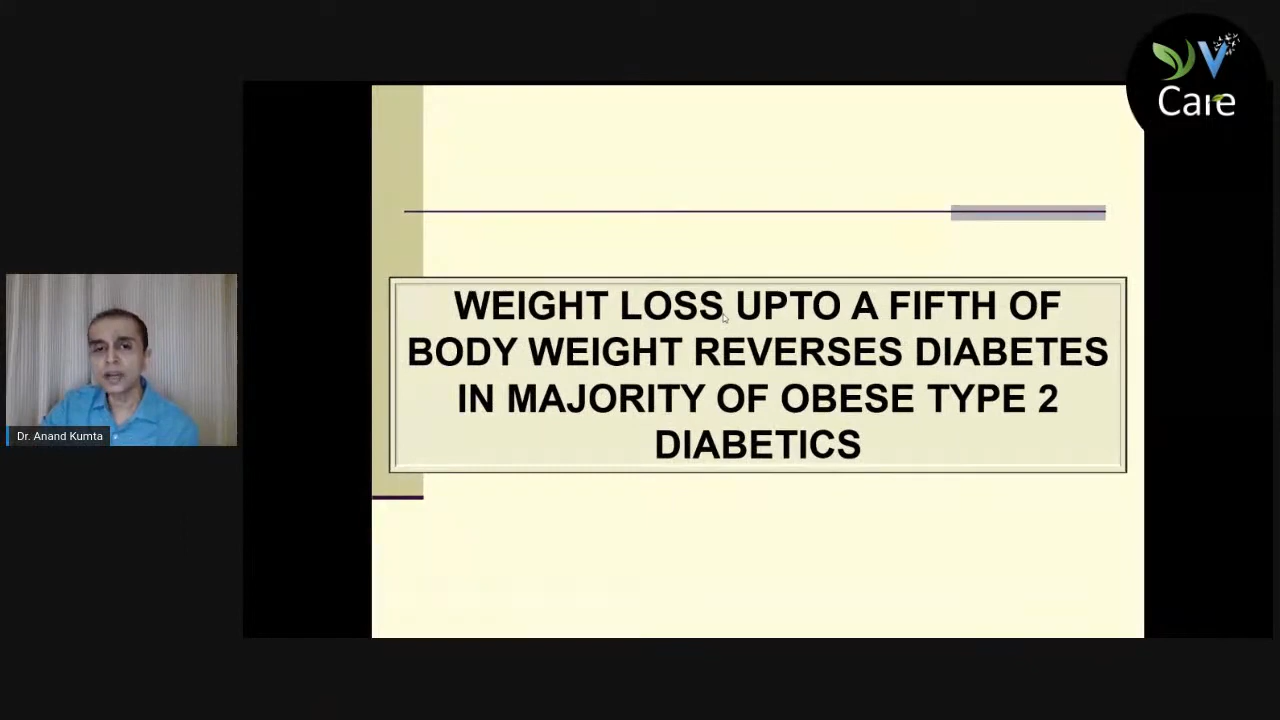 V
Care
WEIGHT LOSS UPTO A FIFTH OF
BODY WEIGHT REVERSES DIABETES
IN MAJORITY OF OBESE TYPE 2
DIABETICS
Dr. Anand Kumta